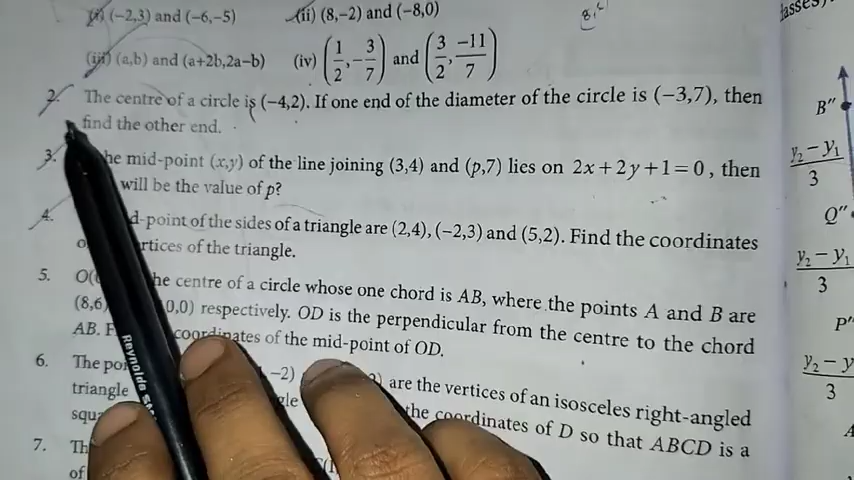 (i) (−2,3) and (−6,−5) (ii) (8,−2) and (−8,0)
(iii) (a,b) and (a+2b,2a−b) (iv) (1/2, −3/7) and (3/2, −11/7)
2. The centre of a circle is (−4,2). If one end of the diameter of the circle is (−3,7), then
find the other end.
3. he mid-point (x,y) of the line joining (3,4) and (p,7) lies on 2x+2y+1=0, then
will be the value of p?
4. d-point of the sides of a triangle are (2,4), (−2,3) and (5,2). Find the coordinates
o rtices of the triangle.
5. O( he centre of a circle whose one chord is AB, where the points A and B are
(8,6) 0,0) respectively. OD is the perpendicular from the centre to the chord
AB. F coordinates of the mid-point of OD.
6. The poi −2) ) are the vertices of an isosceles right-angled
triangle gle the coordinates of D so that ABCD is a
squ
7. Th
of
asses)
B″
y₂ − y₁
3
Q″
y₂ − y₁
3
P″
y₂ − y
3
A
Reynolds